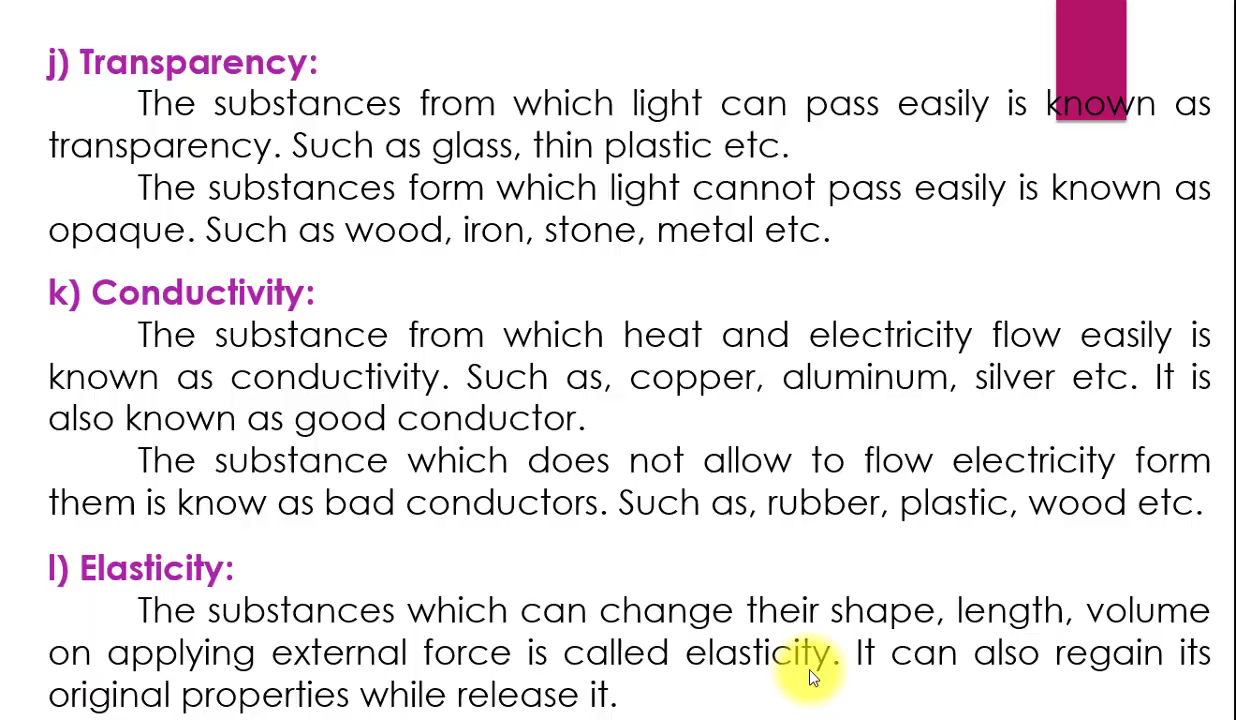 j) Transparency:
The substances from which light can pass easily is known as
transparency. Such as glass, thin plastic etc.
The substances form which light cannot pass easily is known as
opaque. Such as wood, iron, stone, metal etc.
k) Conductivity:
The substance from which heat and electricity flow easily is
known as conductivity. Such as, copper, aluminum, silver etc. It is
also known as good conductor.
The substance which does not allow to flow electricity form
them is know as bad conductors. Such as, rubber, plastic, wood etc.
l) Elasticity:
The substances which can change their shape, length, volume
on applying external force is called elasticity. It can also regain its
original properties while release it.